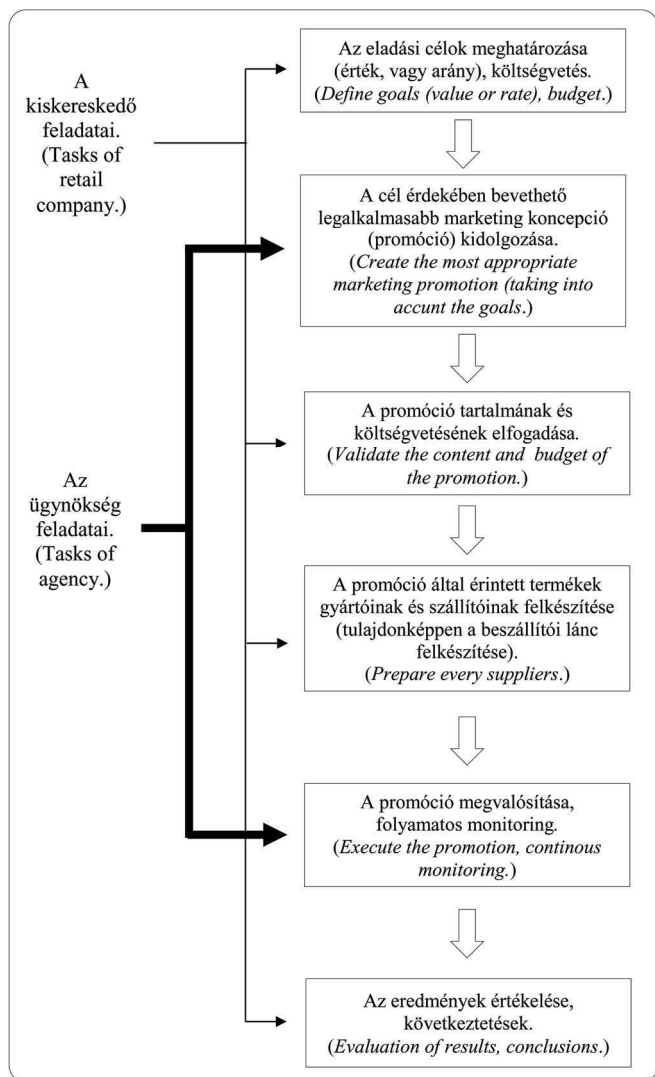 A
kiskereskedő
feladatai.
(Tasks of
retail
company.)
Az
ügynökség
feladatai.
(Tasks of
agency.)
Az eladási célok meghatározása
(érték, vagy arány), költségvetés.
(Define goals (value or rate), budget.)
A cél érdekében bevethető
legalkalmasabb marketing koncepció
(promóció) kidolgozása.
(Create the most appropriate
marketing promotion (taking into
accunt the goals.)
A promóció tartalmának és
költségvetésének elfogadása.
(Validate the content and budget of
the promotion.)
A promóció által érintett termékek
gyártóinak és szállítóinak felkészítése
(tulajdonképpen a beszállítói lánc
felkészítése).
(Prepare every suppliers.)
A promóció megvalósítása,
folyamatos monitoring.
(Execute the promotion, continous
monitoring.)
Az eredmények értékelése,
következtetések.
(Evaluation of results, conclusions.)